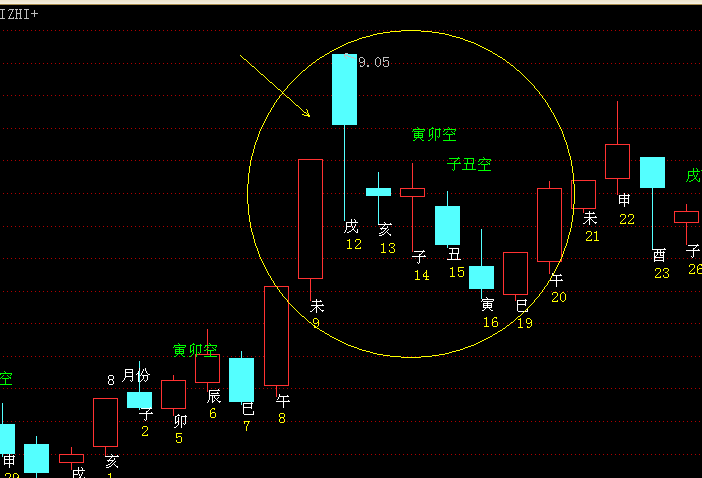 IZHI+
9.05
寅卯空
子丑空
戌
戌
12
亥
13
子
14
丑
15
寅
16
巳
19
午
20
未
21
申
22
酉
23
子
26
未
9
寅卯空
空
8 月份
子
2
卯
5
辰
6
巳
7
午
8
申
29
戌
亥
1